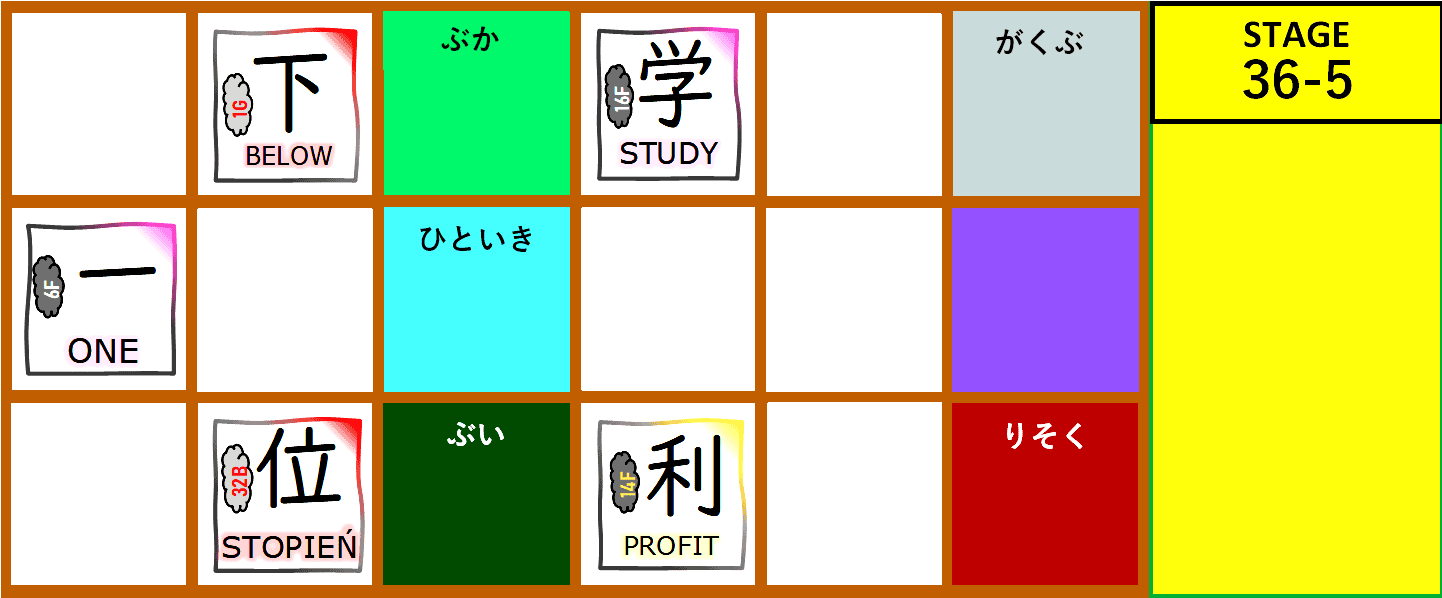 下
1G
BELOW
ぶか
学
16F
STUDY
がくぶ
STAGE
36-5
一
6F
ONE
ひといき
位
32B
STOPIEŃ
ぶい
利
14F
PROFIT
りそく